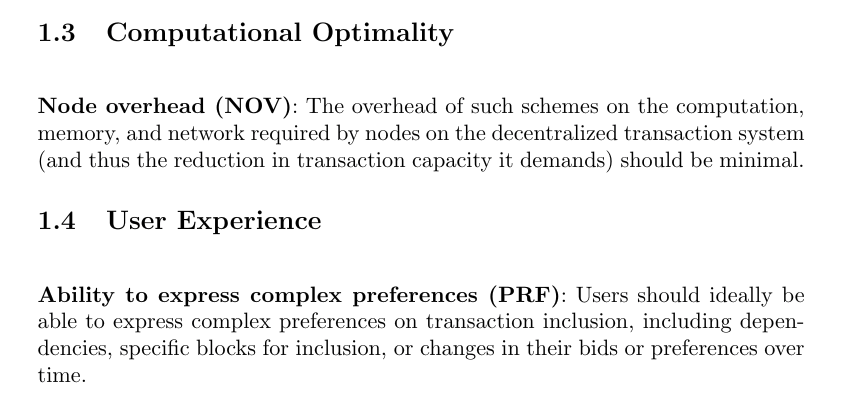 1.3 Computational Optimality
Node overhead (NOV): The overhead of such schemes on the computation,
memory, and network required by nodes on the decentralized transaction system
(and thus the reduction in transaction capacity it demands) should be minimal.
1.4 User Experience
Ability to express complex preferences (PRF): Users should ideally be
able to express complex preferences on transaction inclusion, including depen-
dencies, specific blocks for inclusion, or changes in their bids or preferences over
time.